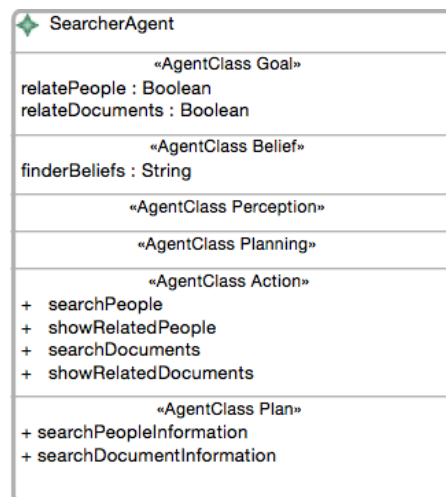 SearcherAgent
«AgentClass Goal»
relatePeople : Boolean
relateDocuments : Boolean
«AgentClass Belief»
finderBeliefs : String
«AgentClass Perception»
«AgentClass Planning»
«AgentClass Action»
+ searchPeople
+ showRelatedPeople
+ searchDocuments
+ showRelatedDocuments
«AgentClass Plan»
+ searchPeopleInformation
+ searchDocumentInformation